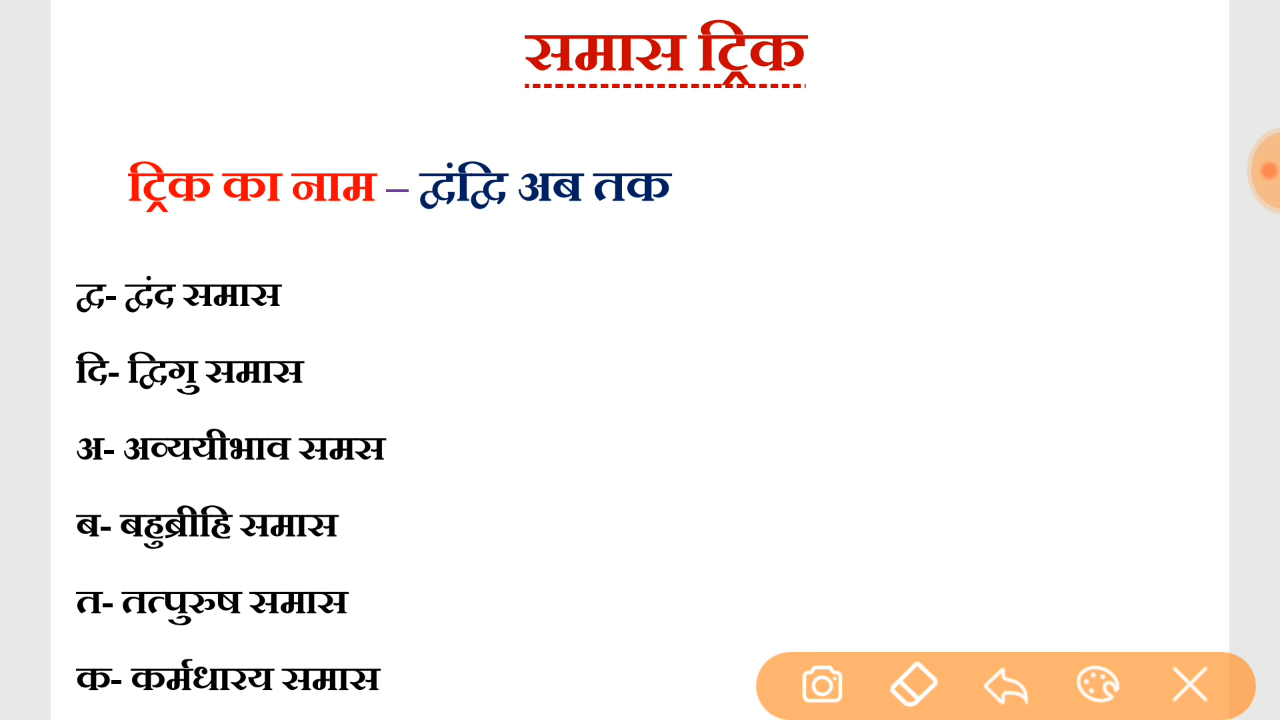 समास ट्रिक
ट्रिक का नाम – द्वंद्वि अब तक
द्व- द्वंद समास
दि- द्विगु समास
अ- अव्ययीभाव समस
ब- बहुब्रीहि समास
त- तत्पुरुष समास
क- कर्मधारय समास